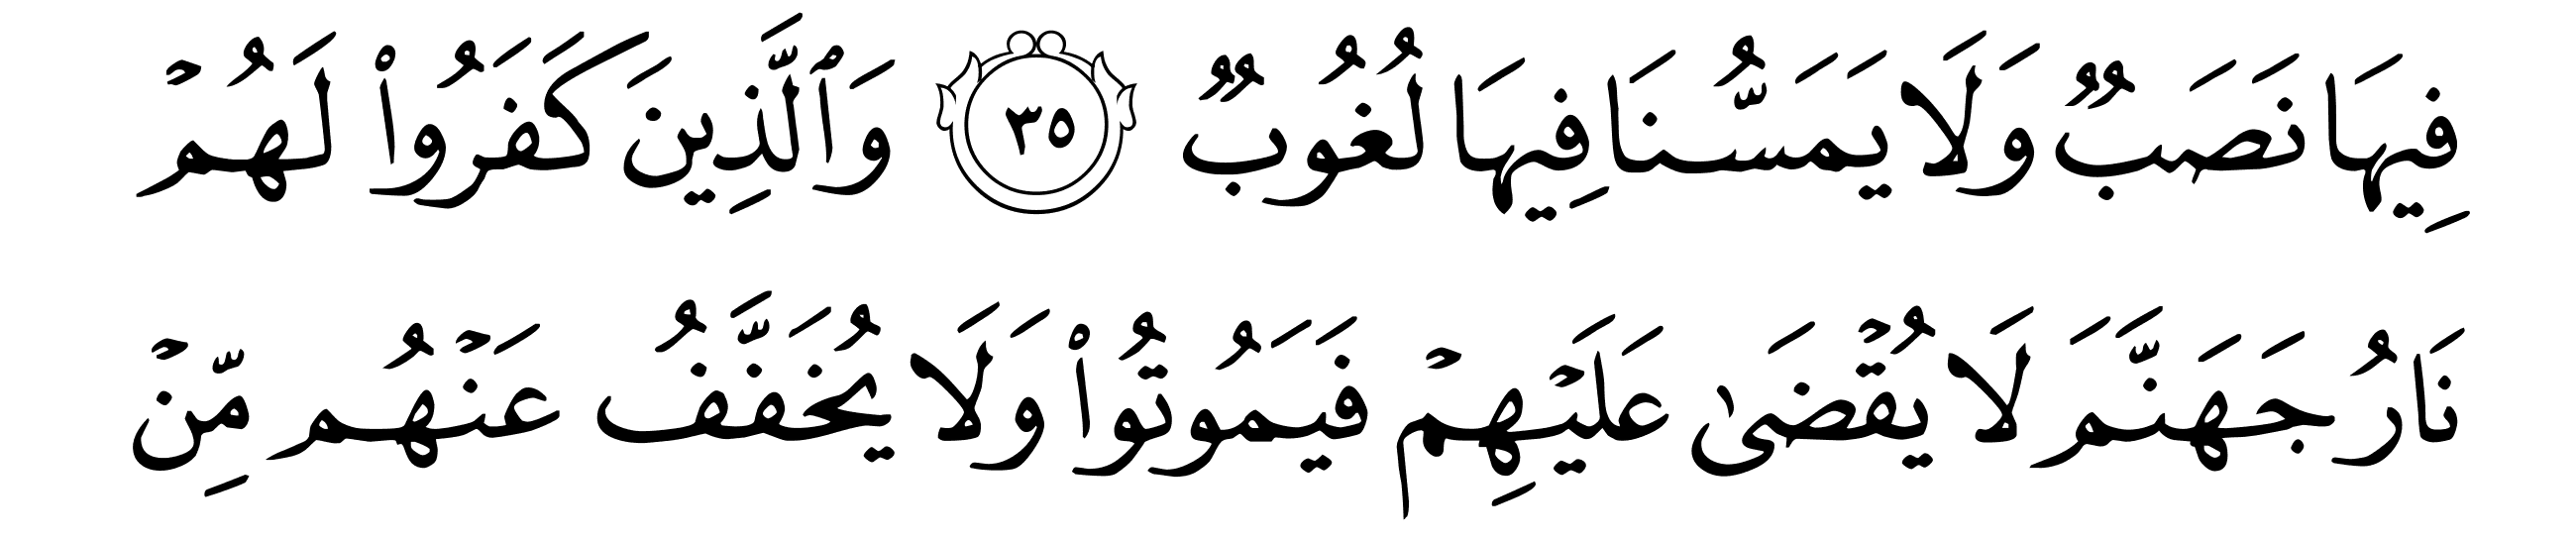 فِيهَا نَصَبٞ وَلَا يَمَسُّنَا فِيهَا لُغُوبٞ ٣٥ وَٱلَّذِينَ كَفَرُواْ لَهُمۡ
نَارُ جَهَنَّمَ لَا يُقۡضَىٰ عَلَيۡهِمۡ فَيَمُوتُواْ وَلَا يُخَفَّفُ عَنۡهُم مِّنۡ